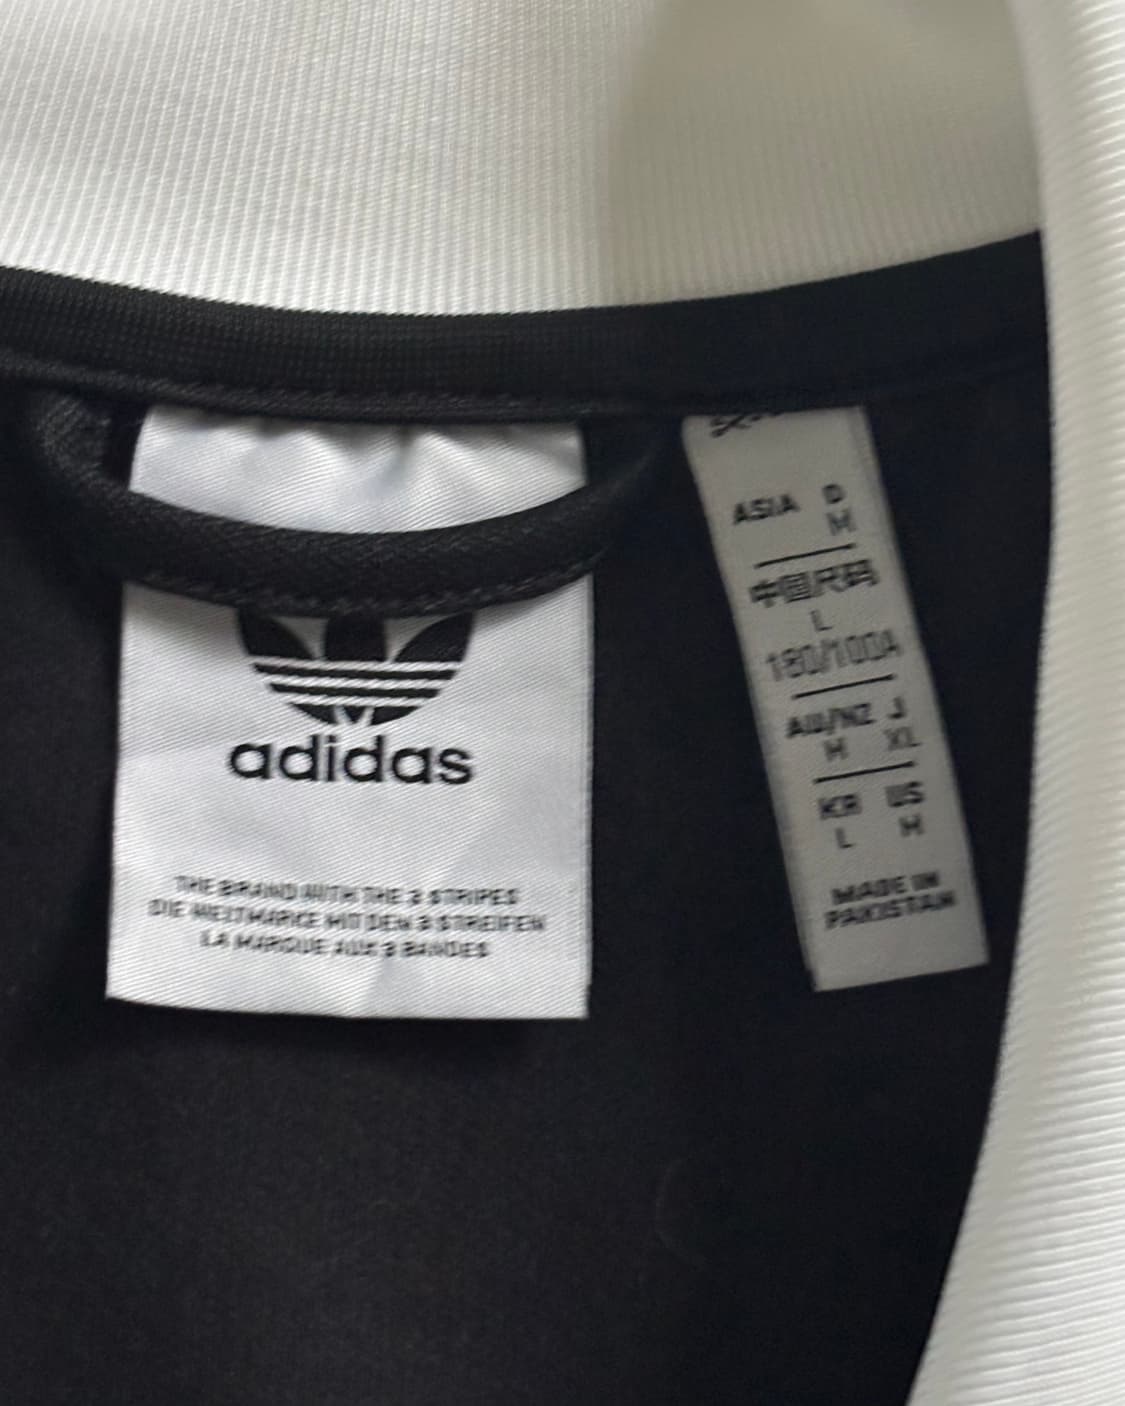 adidas
THE BRAND WITH THE 3 STRIPES
DIE WELTMARKE MIT DEN 3 STREIFEN
LA MARQUE AUX 3 BANDES
ASIA D
M
中国尺码
L
180/100A
AU/NZ J
M XL
KR US
L M
MADE IN
PAKISTAN